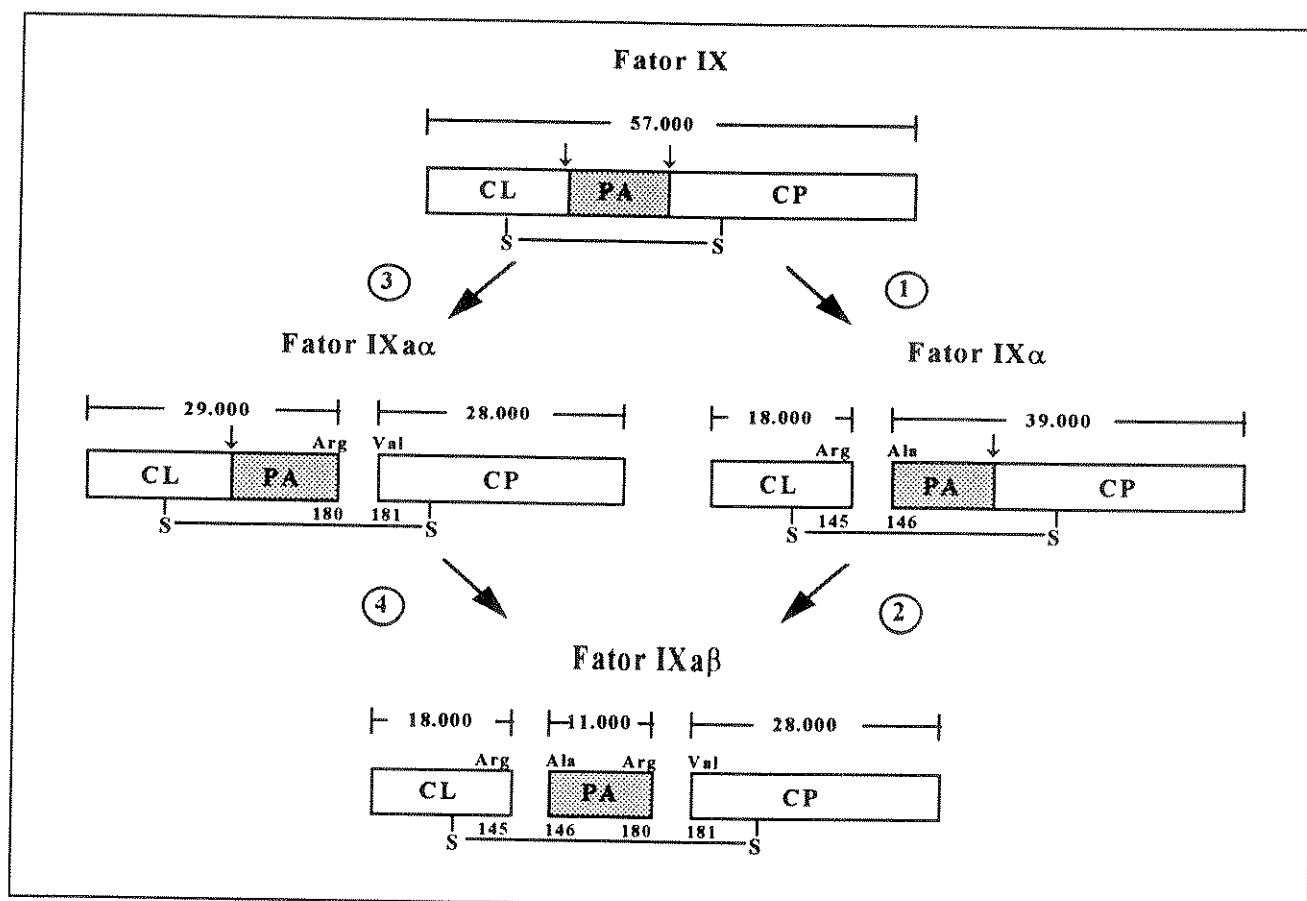 Fator IX
57.000
CL PA CP
S S
3 1
Fator IXaα Fator IXα
29.000 28.000 18.000 39.000
Arg Val Arg Ala
CL PA CP CL PA CP
180 181 145 146
S S S S
4 2
Fator IXaβ
18.000 11.000 28.000
Arg Ala Arg Val
CL PA CP
145 146 180 181
S S